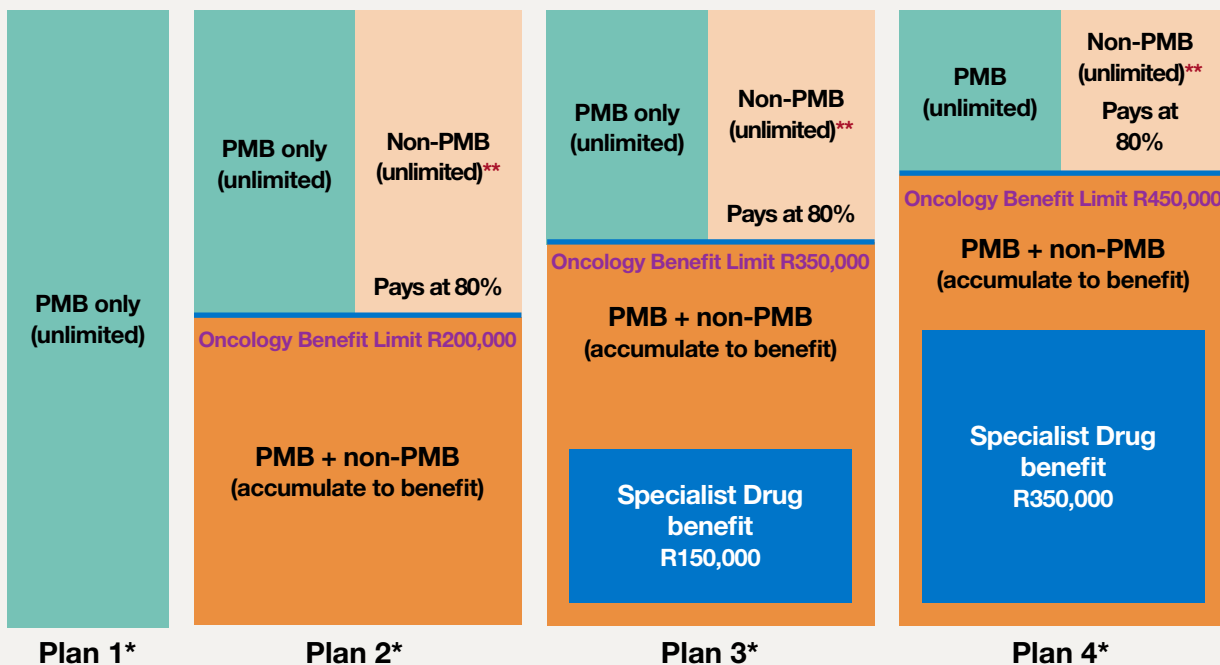 PMB only
(unlimited)
Plan 1*
PMB only
(unlimited)
Non-PMB
(unlimited)**
Pays at 80%
Oncology Benefit Limit R200,000
PMB + non-PMB
(accumulate to benefit)
Plan 2*
PMB only
(unlimited)
Non-PMB
(unlimited)**
Pays at 80%
Oncology Benefit Limit R350,000
PMB + non-PMB
(accumulate to benefit)
Specialist Drug
benefit
R150,000
Plan 3*
PMB
(unlimited)
Non-PMB
(unlimited)**
Pays at
80%
Oncology Benefit Limit R450,000
PMB + non-PMB
(accumulate to benefit)
Specialist Drug
benefit
R350,000
Plan 4*